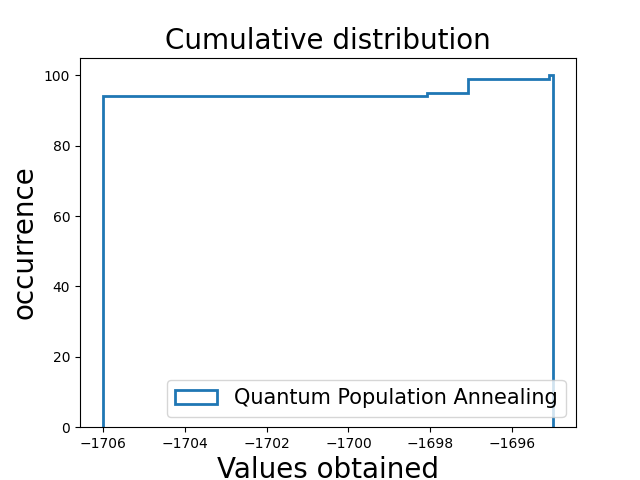 Cumulative distribution
100
80
60
40
20
0
occurrence
Quantum Population Annealing
−1706 −1704 −1702 −1700 −1698 −1696
Values obtained